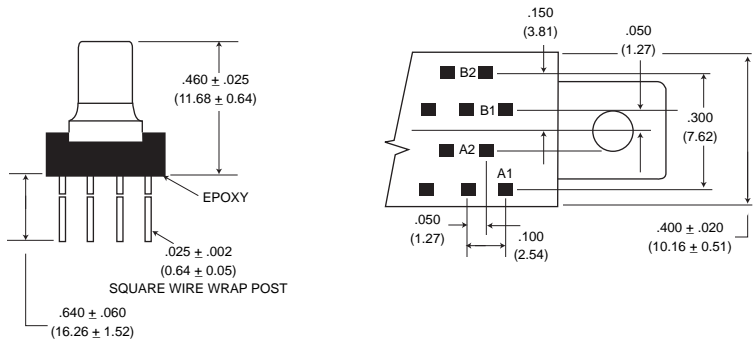 .460 ± .025
(11.68 ± 0.64)
EPOXY
.025 ± .002
(0.64 ± 0.05)
SQUARE WIRE WRAP POST
.640 ± .060
(16.26 ± 1.52)
.150
(3.81)
.050
(1.27)
B2
B1
.300
(7.62)
A2
A1
.050
(1.27)
.100
(2.54)
.400 ± .020
(10.16 ± 0.51)